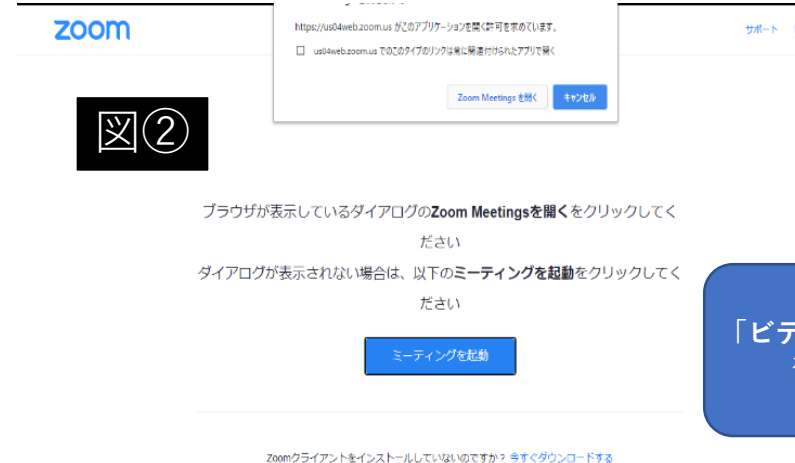 zoom
https://us04web.zoom.us がこのアプリケーションを開く許可を求めています。
us04web.zoom.us でのこのタイプのリンクは常に関連付けられたアプリで開く
Zoom Meetings を開く
キャンセル
サポート
図②
ブラウザが表示しているダイアログのZoom Meetingsを開くをクリックしてく
ださい
ダイアログが表示されない場合は、以下のミーティングを起動をクリックしてく
ださい
ミーティングを起動
「ビデ
Zoomクライアントをインストールしていないのですか？ 今すぐダウンロードする